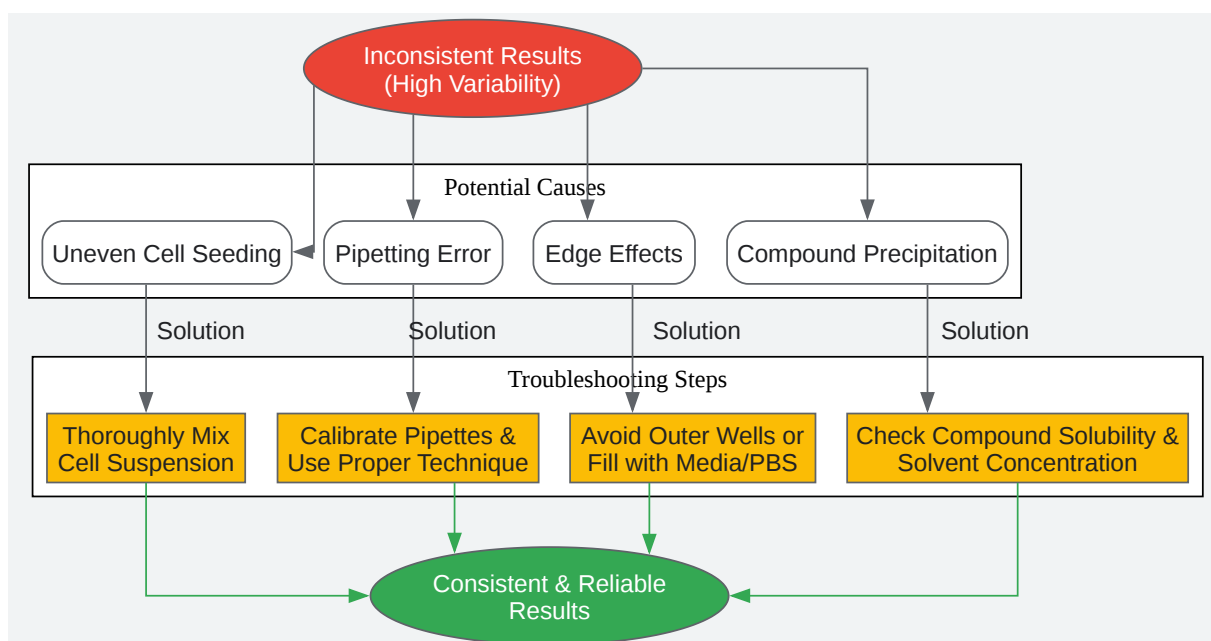 Inconsistent Results
(High Variability)
Potential Causes
Uneven Cell Seeding
Pipetting Error
Edge Effects
Compound Precipitation
Solution
Solution
Solution
Solution
Troubleshooting Steps
Thoroughly Mix
Cell Suspension
Calibrate Pipettes &
Use Proper Technique
Avoid Outer Wells or
Fill with Media/PBS
Check Compound Solubility &
Solvent Concentration
Consistent & Reliable
Results